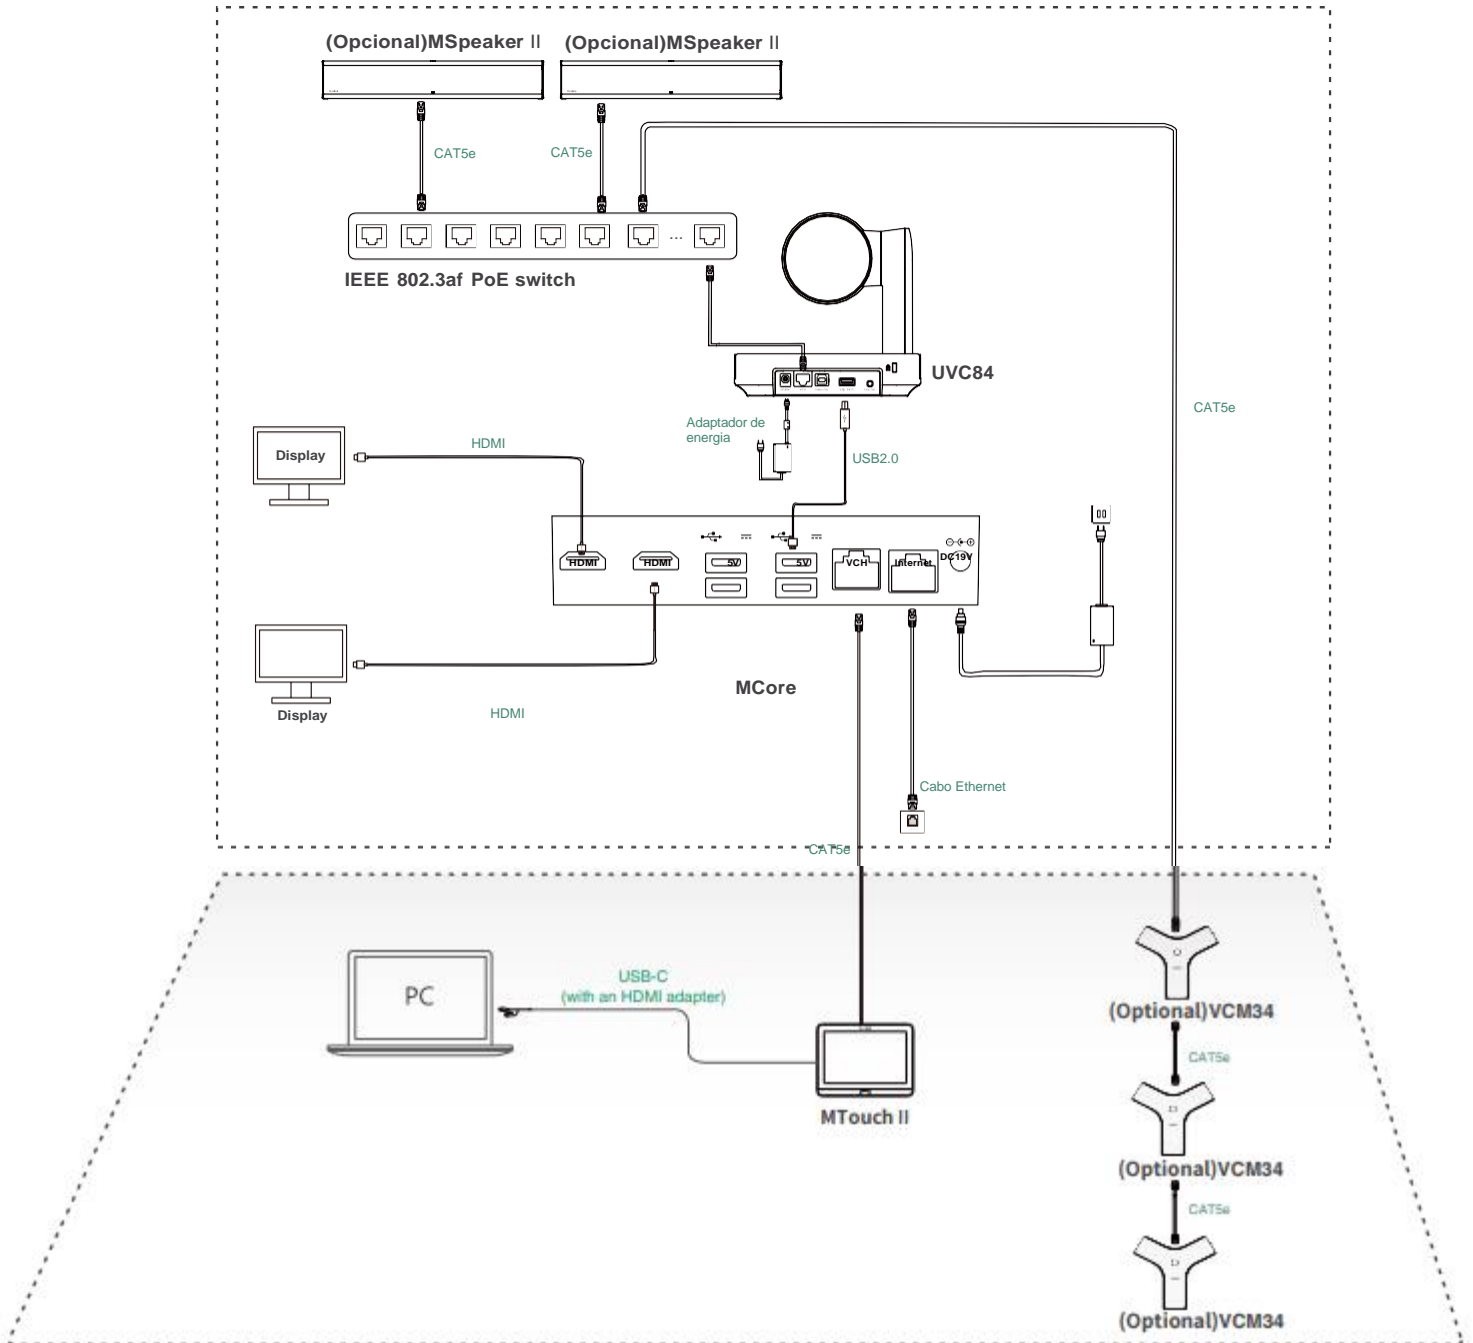 (Opcional)MSpeaker II
(Opcional)MSpeaker II
CAT5e
CAT5e
IEEE 802.3af PoE switch
UVC84
CAT5e
Adaptador de
energia
HDMI
Display
USB2.0
HDMI
HDMI
5V
5V
VCH
Internet
DC19V
MCore
Display
HDMI
Cabo Ethernet
CAT5e
PC
USB-C
(with an HDMI adapter)
MTouch II
(Optional)VCM34
CAT5e
(Optional)VCM34
CAT5e
(Optional)VCM34